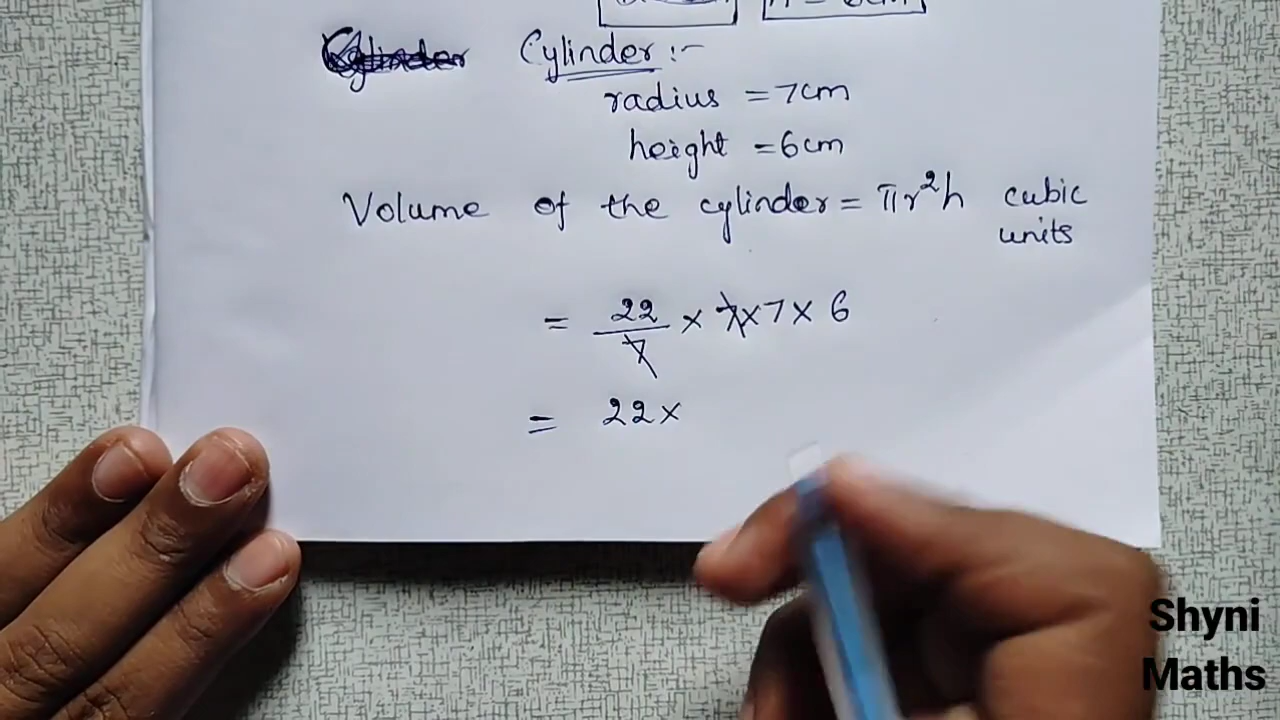 Cylinder Cylinder :-
radius = 7cm
height = 6cm
Volume of the cylinder = πr²h cubic
units
= 22/7 × 7 × 7 × 6
= 22 ×
Shyni
Maths